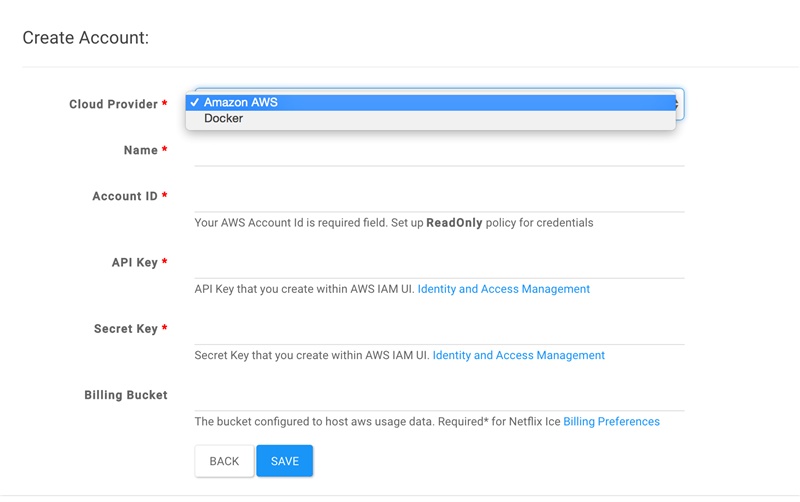 Create Account:
Cloud Provider *
✓ Amazon AWS
Docker
Name *
Account ID *
Your AWS Account Id is required field. Set up ReadOnly policy for credentials
API Key *
API Key that you create within AWS IAM UI. Identity and Access Management
Secret Key *
Secret Key that you create within AWS IAM UI. Identity and Access Management
Billing Bucket
The bucket configured to host aws usage data. Required* for Netflix Ice Billing Preferences
BACK SAVE